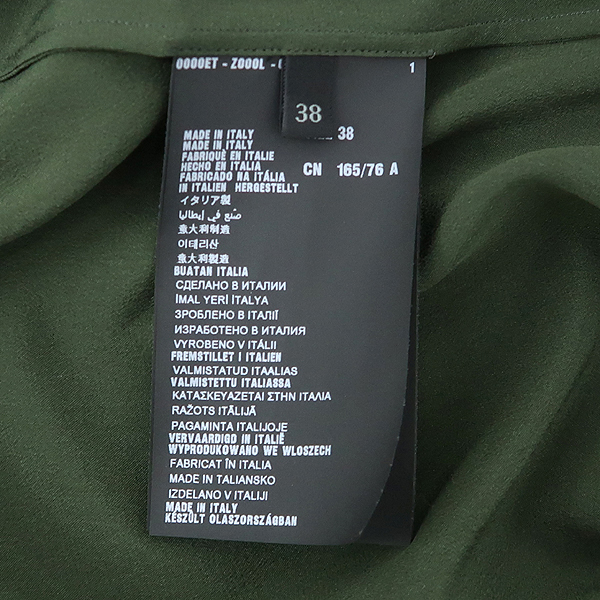 0000ET - Z000L -
1
38
38
MADE IN ITALY
MADE IN ITALY
FABRIQUÉ EN ITALIE
HECHO EN ITALIA
CN 165/76 A
FABRICADO NA ITÁLIA
IN ITALIEN HERGESTELLT
イタリア製
صنع في إيطاليا
意大利制造
이태리산
意大利製造
BUATAN ITALIA
СДЕЛАНО В ИТАЛИИ
İMAL YERİ İTALYA
ЗРОБЛЕНО В ІТАЛІЇ
ИЗРАБОТЕНО В ИТАЛИЯ
VYROBENO V ITÁLII
FREMSTILLET I ITALIEN
VALMISTATUD ITAALIAS
VALMISTETTU ITALIASSA
ΚΑΤΑΣΚΕΥΑΖΕΤΑΙ ΣΤΗΝ ΙΤΑΛΙΑ
RAŽOTS ITĀLIJĀ
PAGAMINTA ITALIJOJE
VERVAARDIGD IN ITALIË
WYPRODUKOWANO WE WLOSZECH
FABRICAT ÎN ITALIA
MADE IN TALIANSKO
IZDELANO V ITALIJI
MADE IN ITALY
KÉSZÜLT OLASZORSZÁGBAN